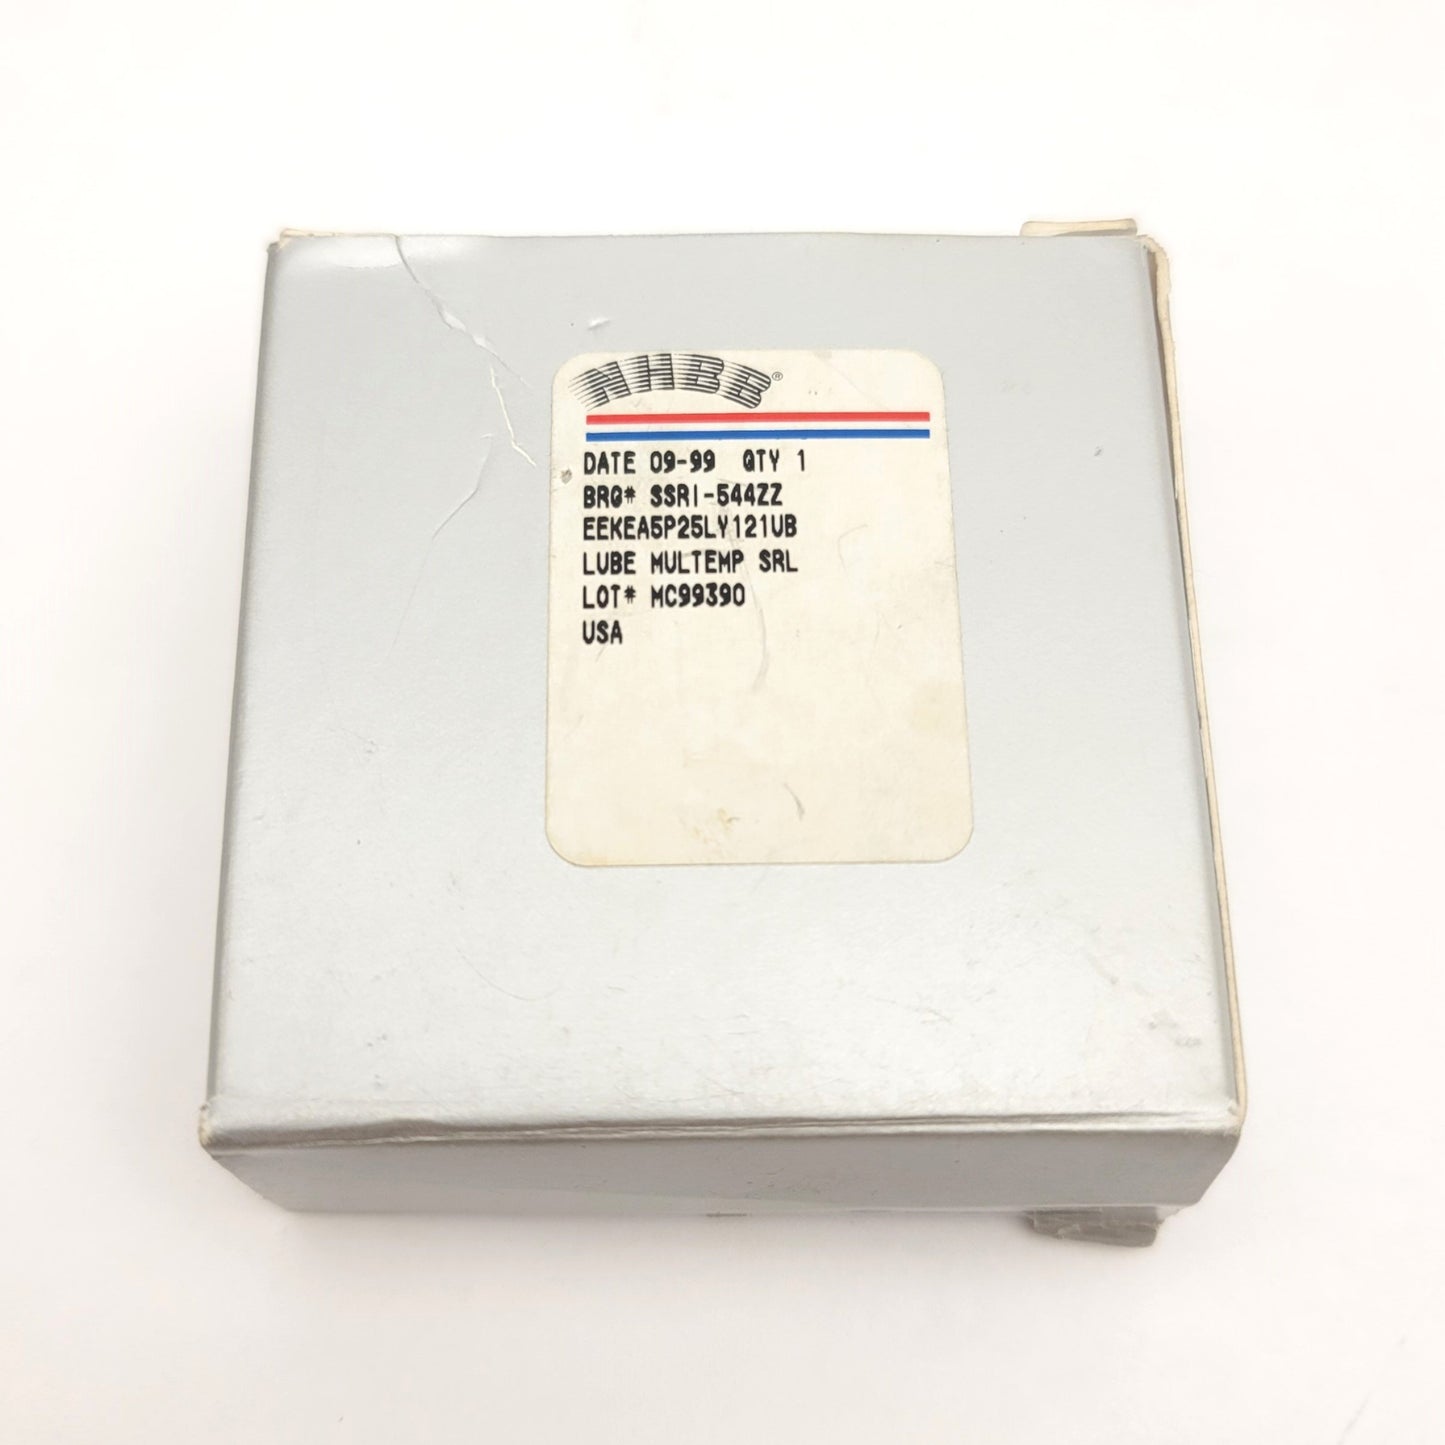 NHBB®
DATE 09-99 QTY 1
BRG# SSRI-544ZZ
EEKEA5P25LY121UB
LUBE MULTEMP SRL
LOT# MC99390
USA